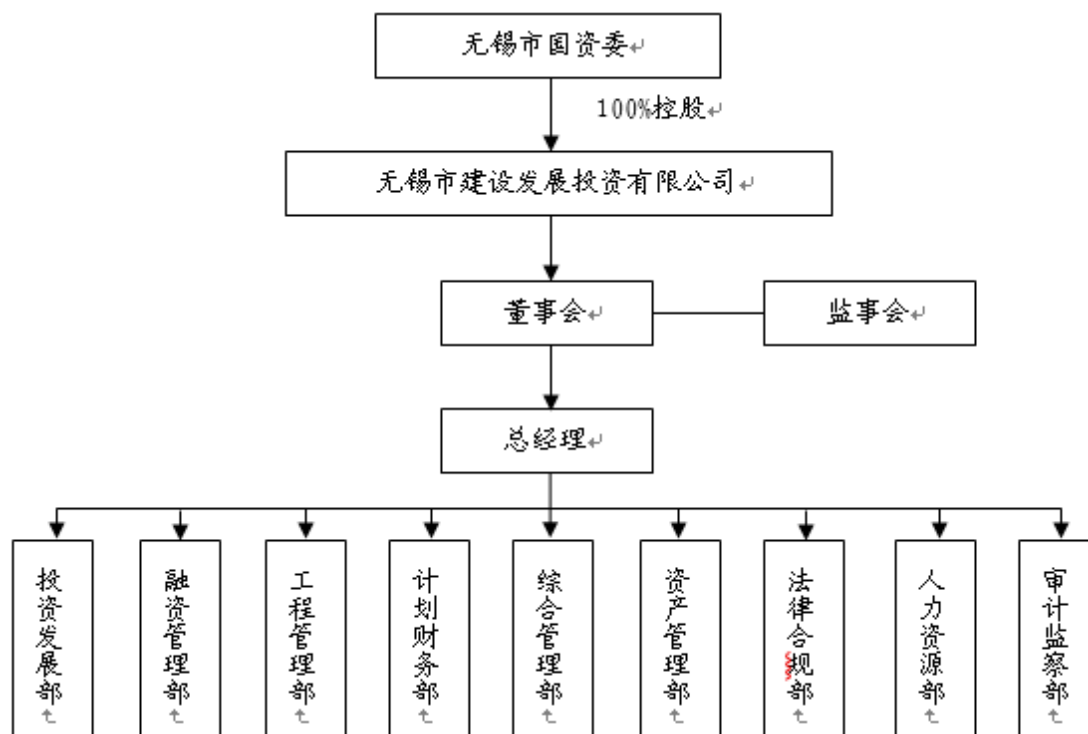 无锡市国资委
100%控股
无锡市建设发展投资有限公司
董事会
监事会
总经理
投资发展部
融资管理部
工程管理部
计划财务部
综合管理部
资产管理部
法律合规部
人力资源部
审计监察部